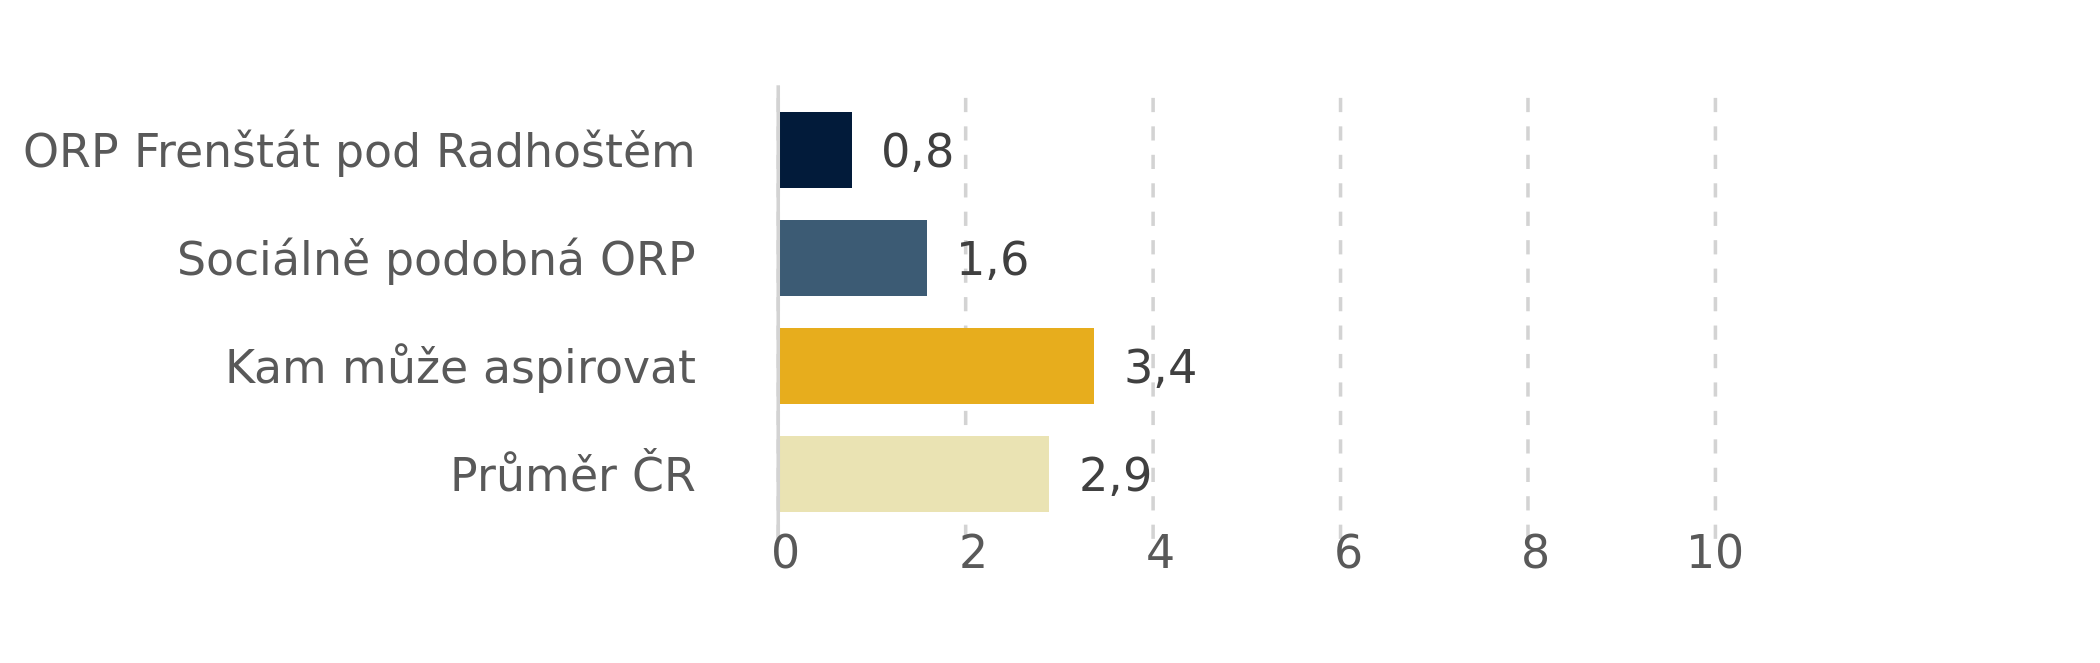 ORP Frenštát pod Radhoštěm 0,8
Sociálně podobná ORP 1,6
Kam může aspirovat 3,4
Průměr ČR 2,9
0 2 4 6 8 10